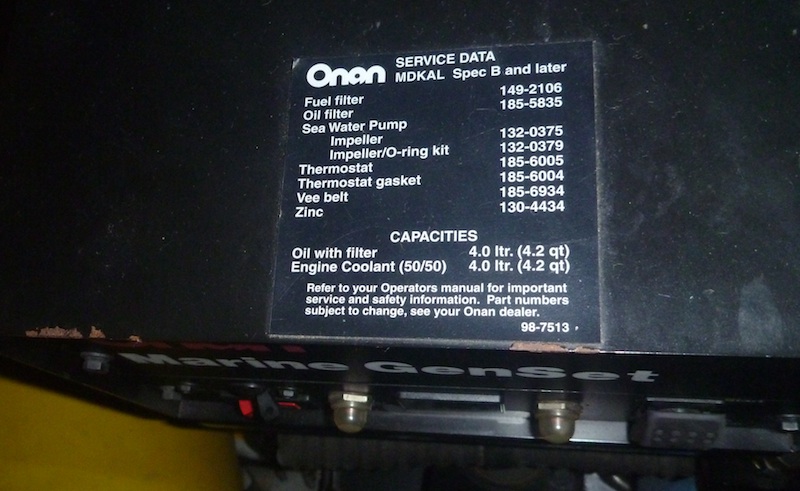 Onan SERVICE DATA
MDKAL Spec B and later
Fuel filter 149-2106
Oil filter 185-5835
Sea Water Pump
Impeller 132-0375
Impeller/O-ring kit 132-0379
Thermostat 185-6005
Thermostat gasket 185-6004
Vee belt 185-6934
Zinc 130-4434
CAPACITIES
Oil with filter 4.0 ltr. (4.2 qt)
Engine Coolant (50/50) 4.0 ltr. (4.2 qt)
Refer to your Operators manual for important
service and safety information. Part numbers
subject to change, see your Onan dealer.
98-7513
Marine GenSet